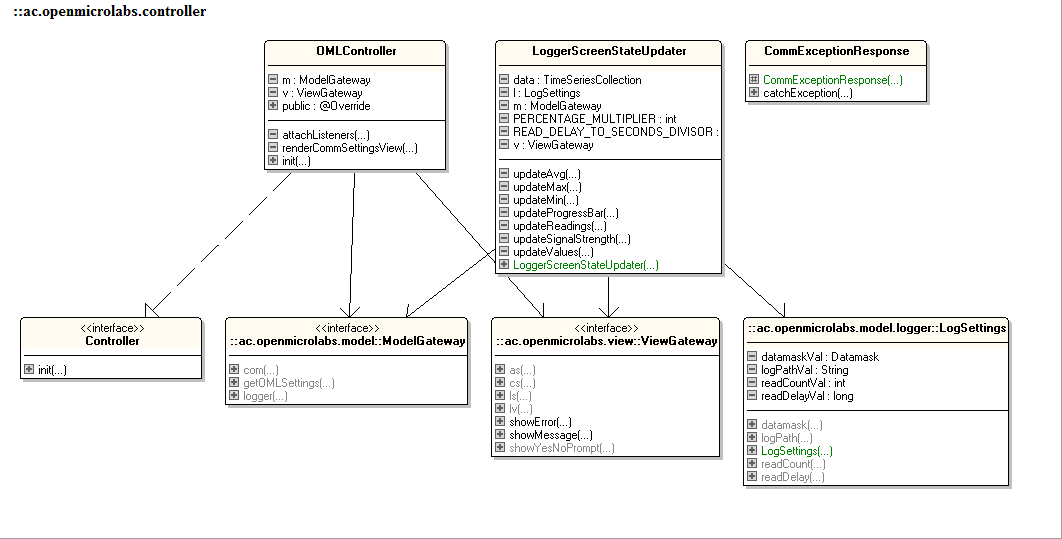 ::ac.openmicrolabs.controller
OMLController
m : ModelGateway
v : ViewGateway
public : @Override
attachListeners(...)
renderCommSettingsView(...)
init(...)
LoggerScreenStateUpdater
data : TimeSeriesCollection
l : LogSettings
m : ModelGateway
PERCENTAGE_MULTIPLIER : int
READ_DELAY_TO_SECONDS_DIVISOR :
v : ViewGateway
updateAvg(...)
updateMax(...)
updateMin(...)
updateProgressBar(...)
updateReadings(...)
updateSignalStrength(...)
updateValues(...)
LoggerScreenStateUpdater(...)
CommExceptionResponse
CommExceptionResponse(...)
catchException(...)
<<interface>>
Controller
init(...)
<<interface>>
::ac.openmicrolabs.model::ModelGateway
com(...)
getOMLSettings(...)
logger(...)
<<interface>>
::ac.openmicrolabs.view::ViewGateway
as(...)
cs(...)
ls(...)
lv(...)
showError(...)
showMessage(...)
showYesNoPrompt(...)
::ac.openmicrolabs.model.logger::LogSettings
datamaskVal : Datamask
logPathVal : String
readCountVal : int
readDelayVal : long
datamask(...)
logPath(...)
LogSettings(...)
readCount(...)
readDelay(...)